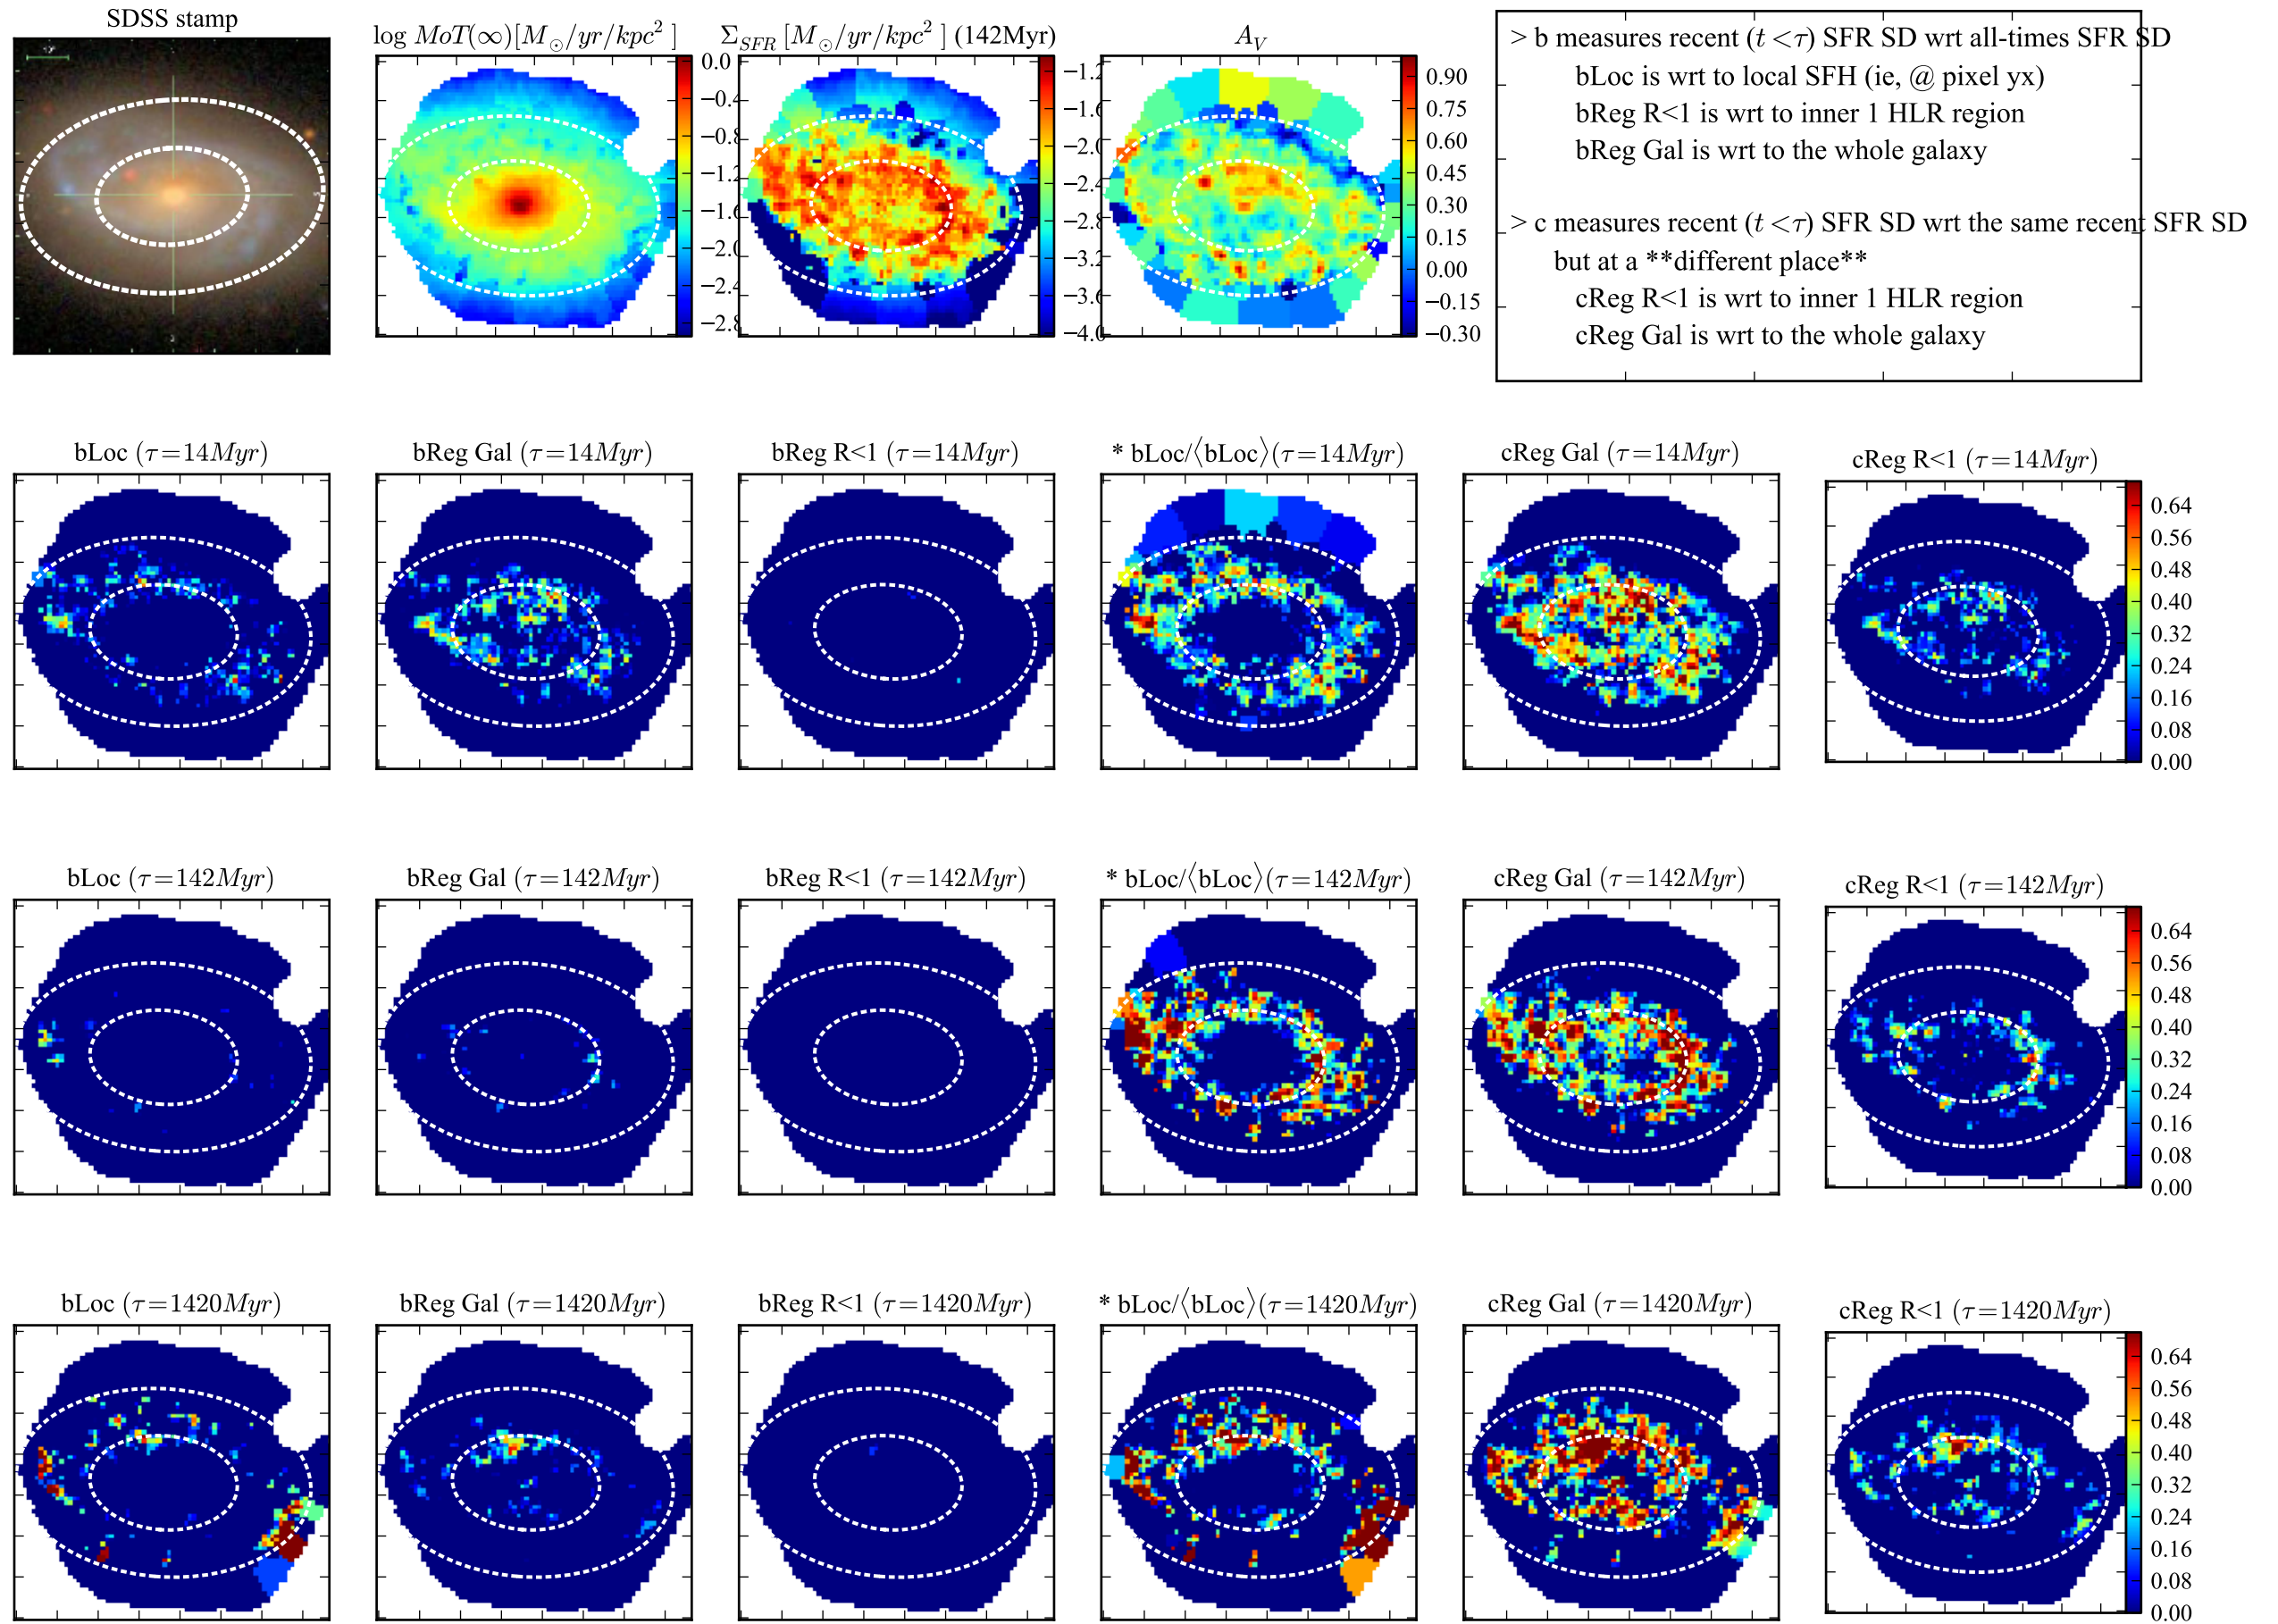 SDSS stamp
log MoT(∞)[M⊙/yr/kpc²]
Σ_SFR [M⊙/yr/kpc²] (142Myr)
A_V
0.0
−0.4
−0.8
−1.2
−1.6
−2.0
−2.4
−2.8
−1.2
−1.6
−2.0
−2.4
−2.8
−3.2
−3.6
−4.0
0.90
0.75
0.60
0.45
0.30
0.15
0.00
−0.15
−0.30
> b measures recent (t <τ) SFR SD wrt all-times SFR SD
bLoc is wrt to local SFH (ie, @ pixel yx)
bReg R<1 is wrt to inner 1 HLR region
bReg Gal is wrt to the whole galaxy
> c measures recent (t <τ) SFR SD wrt the same recent SFR SD
but at a **different place**
cReg R<1 is wrt to inner 1 HLR region
cReg Gal is wrt to the whole galaxy
bLoc (τ=14Myr)
bReg Gal (τ=14Myr)
bReg R<1 (τ=14Myr)
* bLoc/⟨bLoc⟩(τ=14Myr)
cReg Gal (τ=14Myr)
cReg R<1 (τ=14Myr)
0.64
0.56
0.48
0.40
0.32
0.24
0.16
0.08
0.00
bLoc (τ=142Myr)
bReg Gal (τ=142Myr)
bReg R<1 (τ=142Myr)
* bLoc/⟨bLoc⟩(τ=142Myr)
cReg Gal (τ=142Myr)
cReg R<1 (τ=142Myr)
0.64
0.56
0.48
0.40
0.32
0.24
0.16
0.08
0.00
bLoc (τ=1420Myr)
bReg Gal (τ=1420Myr)
bReg R<1 (τ=1420Myr)
* bLoc/⟨bLoc⟩(τ=1420Myr)
cReg Gal (τ=1420Myr)
cReg R<1 (τ=1420Myr)
0.64
0.56
0.48
0.40
0.32
0.24
0.16
0.08
0.00